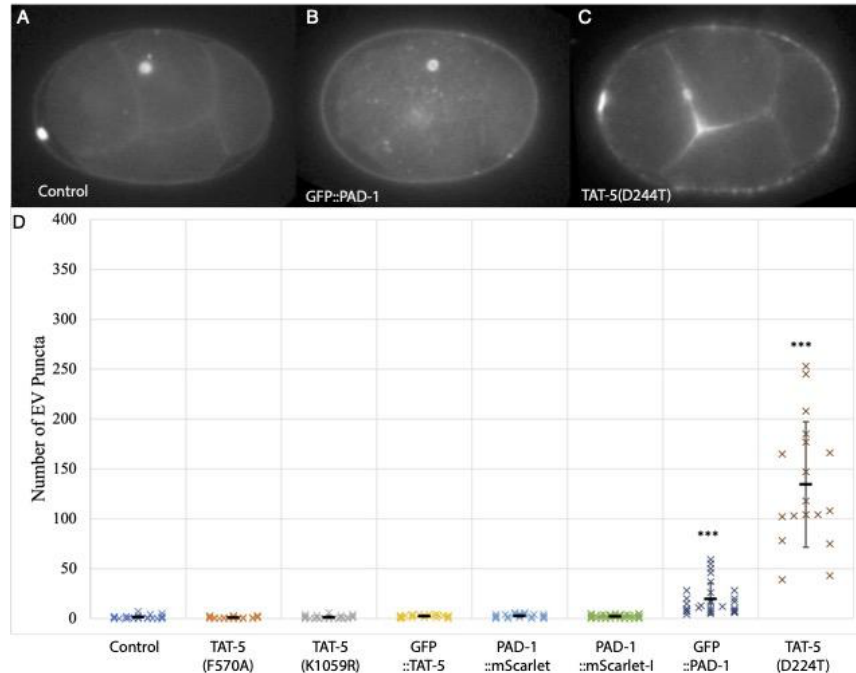 A
B
C
Control
GFP::PAD-1
TAT-5(D244T)
D
400
350
300
250
200
150
100
50
0
Number of EV Puncta
***
***
Control
TAT-5
(F570A)
TAT-5
(K1059R)
GFP
::TAT-5
PAD-1
::mScarlet
PAD-1
::mScarlet-I
GFP
::PAD-1
TAT-5
(D224T)